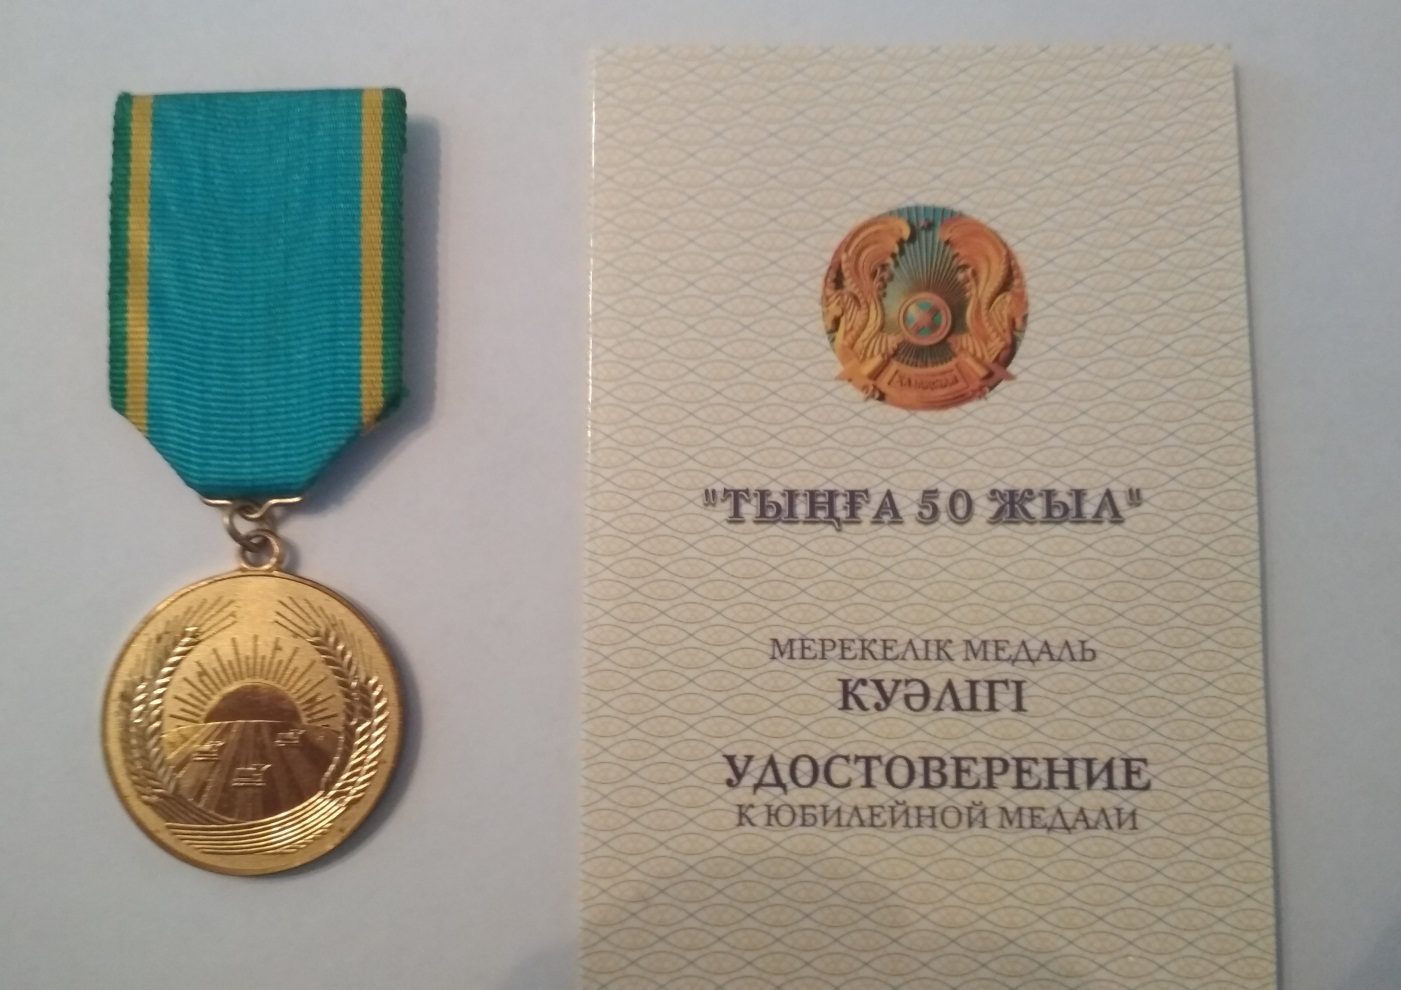 "ТЫҢҒА 50 ЖЫЛ"
МЕРЕКЕЛІК МЕДАЛЬ
КУӘЛІГІ
УДОСТОВЕРЕНИЕ
К ЮБИЛЕЙНОЙ МЕДАЛИ